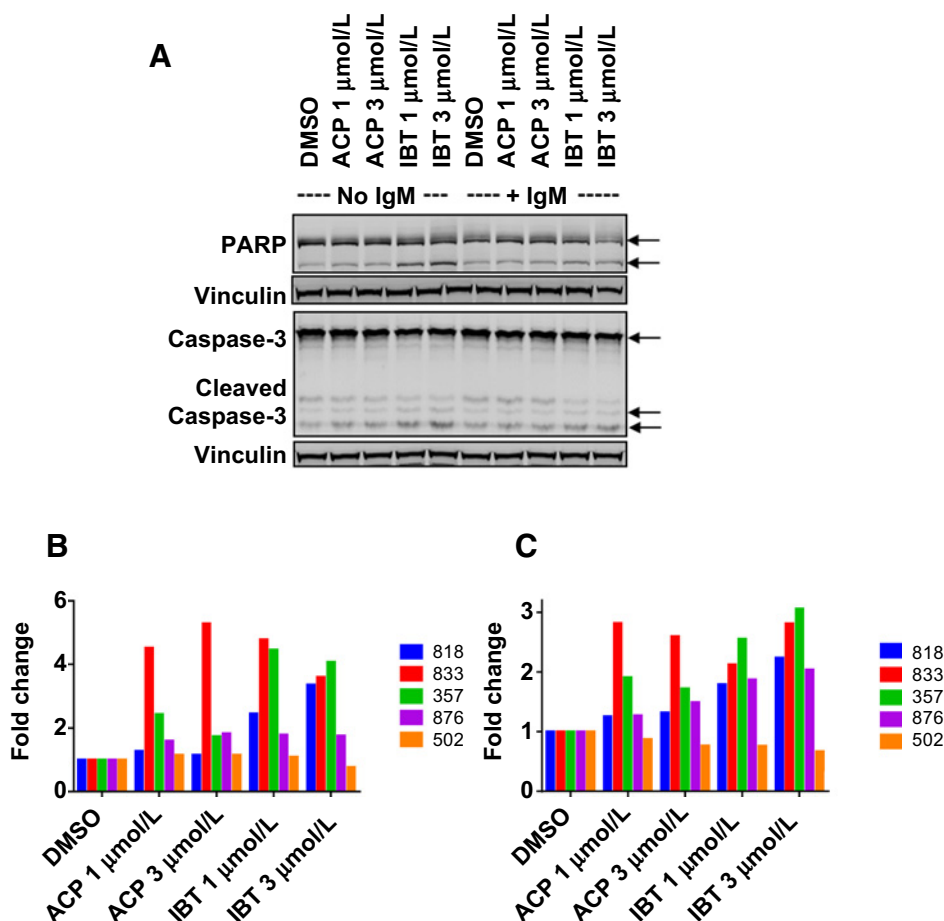 A
DMSO
ACP 1 µmol/L
ACP 3 µmol/L
IBT 1 µmol/L
IBT 3 µmol/L
DMSO
ACP 1 µmol/L
ACP 3 µmol/L
IBT 1 µmol/L
IBT 3 µmol/L
---- No IgM --- ---- + IgM -----
PARP
Vinculin
Caspase-3
Cleaved
Caspase-3
Vinculin
B
Fold change
6
4
2
0
DMSO
ACP 1 µmol/L
ACP 3 µmol/L
IBT 1 µmol/L
IBT 3 µmol/L
818
833
357
876
502
C
Fold change
3
2
1
0
DMSO
ACP 1 µmol/L
ACP 3 µmol/L
IBT 1 µmol/L
IBT 3 µmol/L
818
833
357
876
502